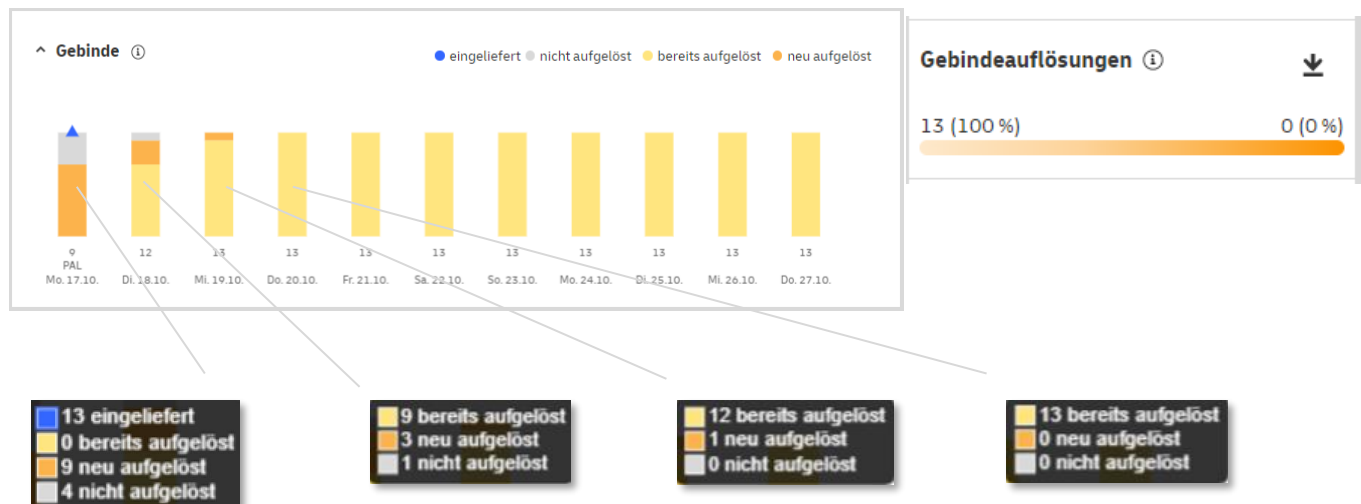 Gebinde
eingeliefert nicht aufgelöst bereits aufgelöst neu aufgelöst
9 12 13 13 13 13 13 13 13 13 13
PAL
Mo. 17.10. Di. 18.10. Mi. 19.10. Do. 20.10. Fr. 21.10. Sa. 22.10. So. 23.10. Mo. 24.10. Di. 25.10. Mi. 26.10. Do. 27.10.
Gebindeauflösungen
13 (100 %) 0 (0 %)
13 eingeliefert
0 bereits aufgelöst
9 neu aufgelöst
4 nicht aufgelöst
9 bereits aufgelöst
3 neu aufgelöst
1 nicht aufgelöst
12 bereits aufgelöst
1 neu aufgelöst
0 nicht aufgelöst
13 bereits aufgelöst
0 neu aufgelöst
0 nicht aufgelöst